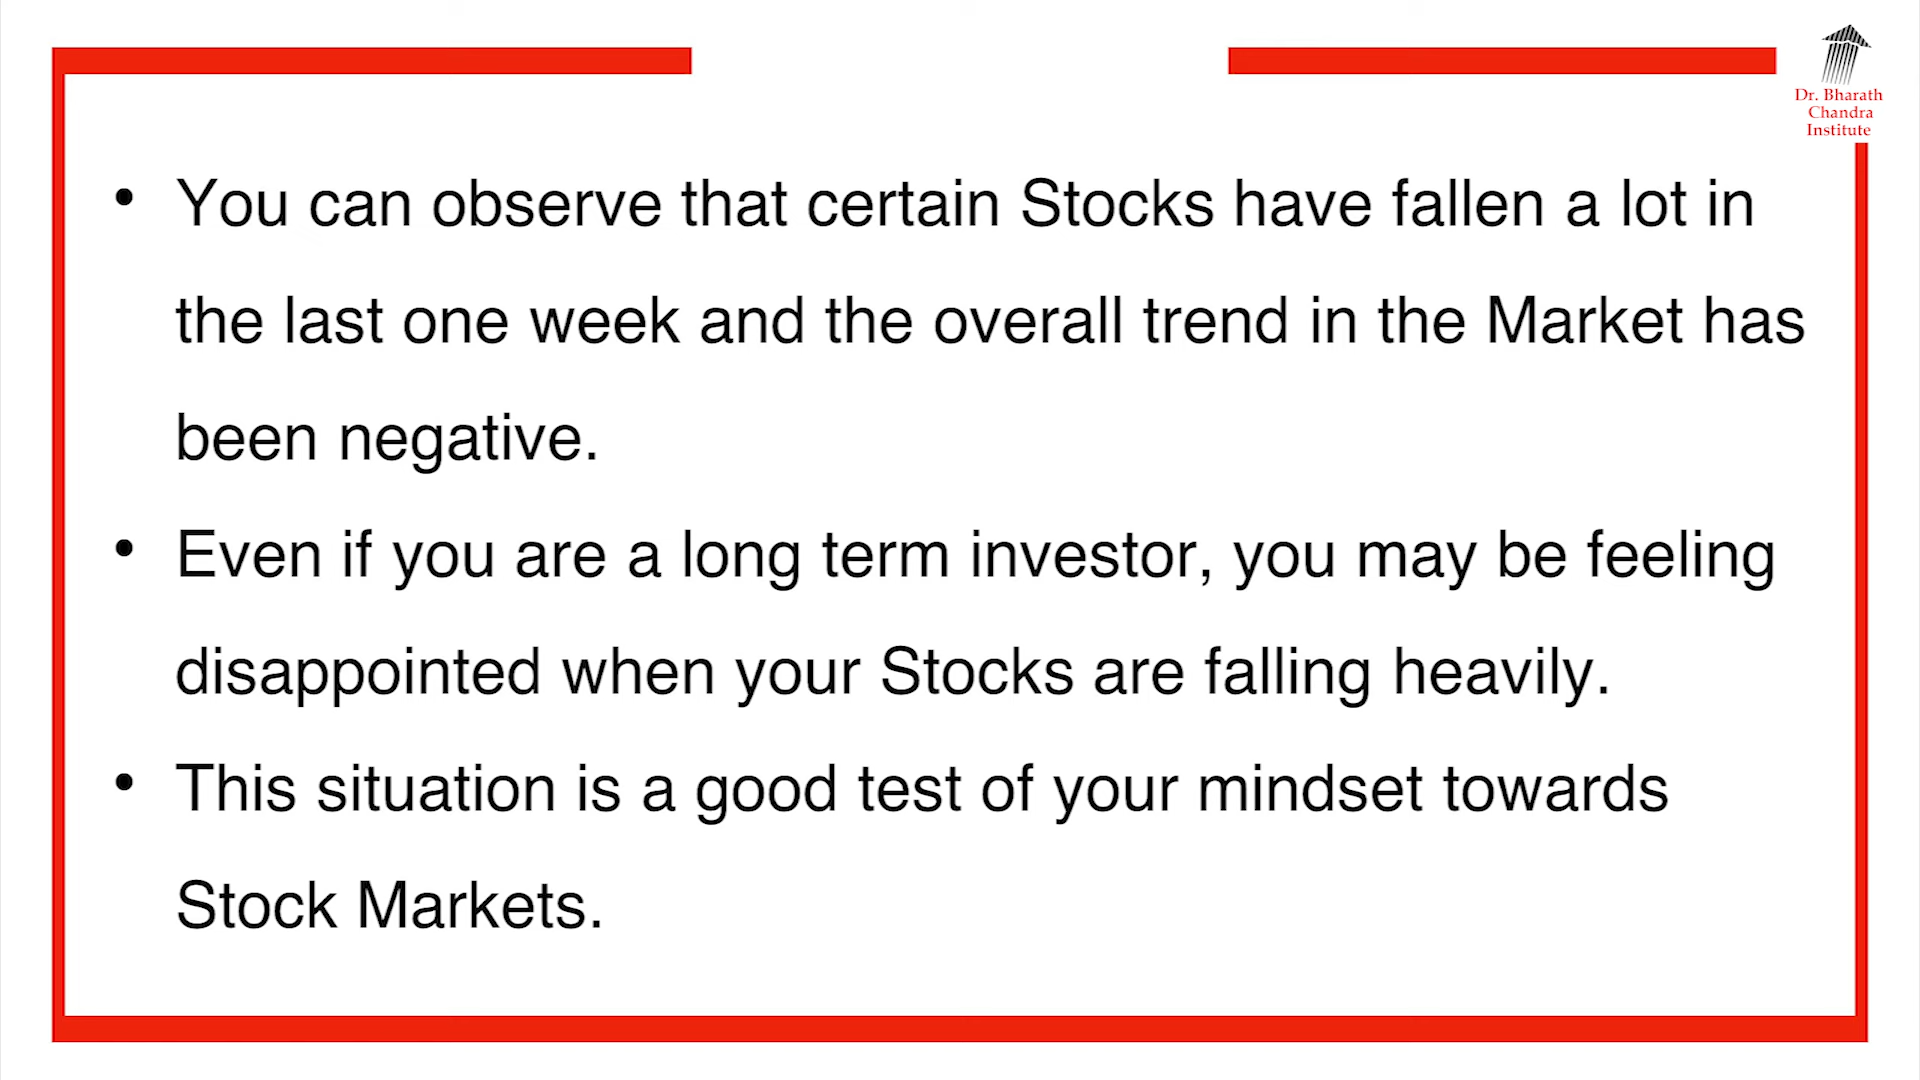 Dr. Bharath
Chandra
Institute
• You can observe that certain Stocks have fallen a lot in
the last one week and the overall trend in the Market has
been negative.
• Even if you are a long term investor, you may be feeling
disappointed when your Stocks are falling heavily.
• This situation is a good test of your mindset towards
Stock Markets.